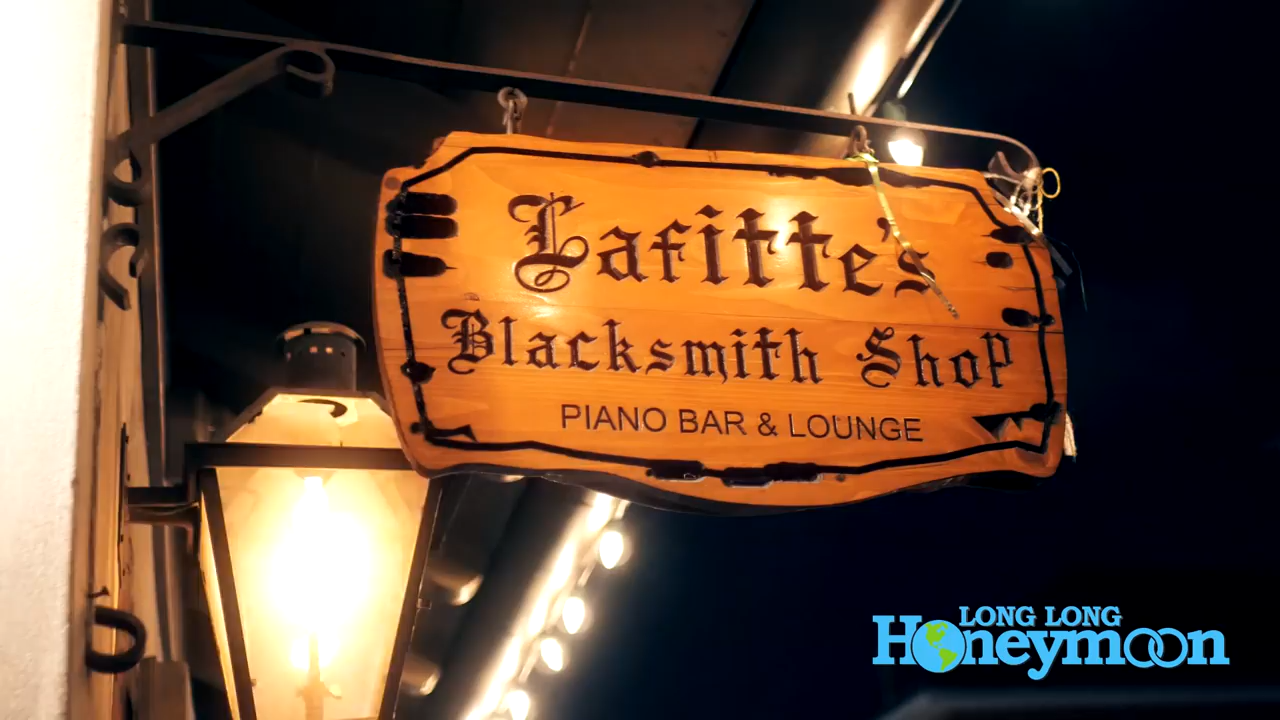 Lafitte's
Blacksmith Shop
PIANO BAR & LOUNGE
LONG LONG
Honeymoon